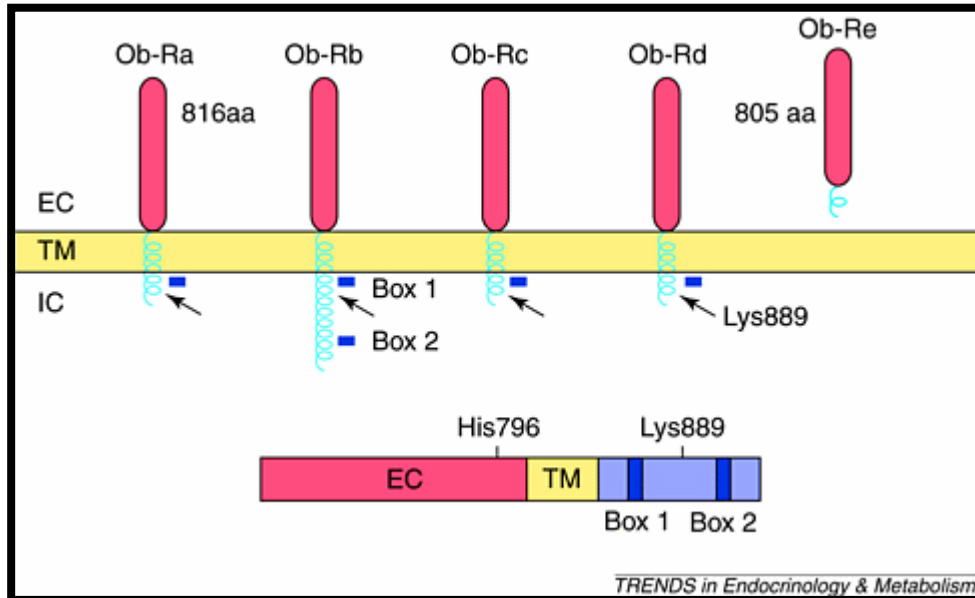 Ob-Re
Ob-Ra Ob-Rb Ob-Rc Ob-Rd
816aa 805 aa
EC
TM
IC
Box 1
Lys889
Box 2
His796 Lys889
EC TM
Box 1 Box 2
TRENDS in Endocrinology & Metabolism